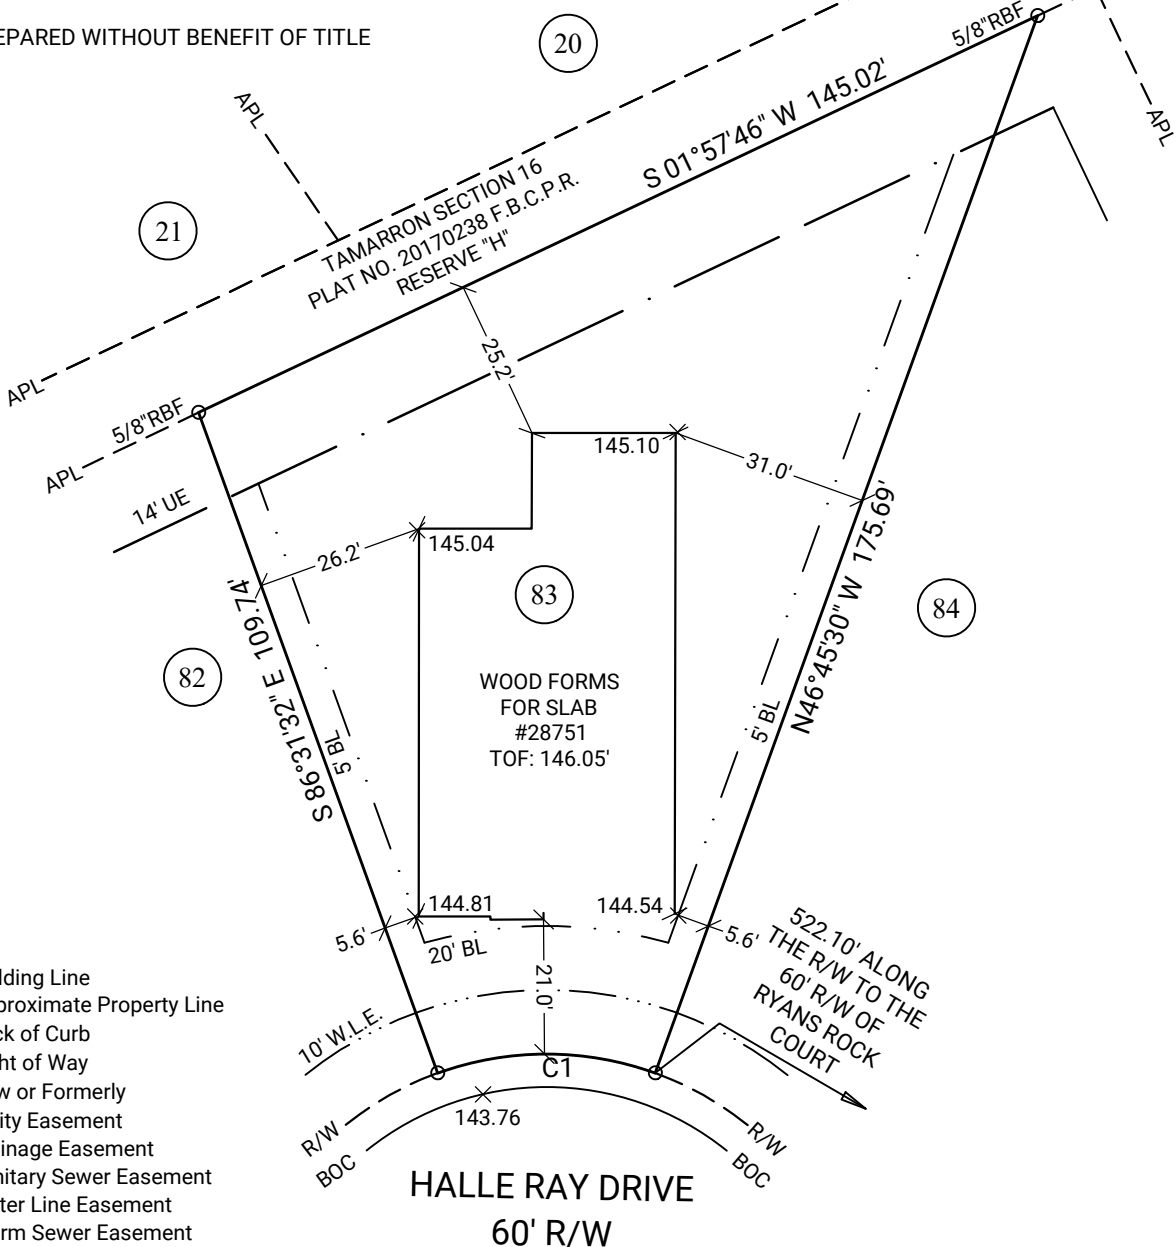 EPARED WITHOUT BENEFIT OF TITLE
20
5/8"RBF
APL
APL
S 01°57'46" W 145.02'
21
TAMARRON SECTION 16
PLAT NO. 20170238 F.B.C.P.R.
RESERVE "H"
APL
5/8"RBF
APL
14' UE
25.2'
145.10
31.0'
26.2'
145.04
83
84
82
S 86°31'32" E 109.74'
N46°45'30" W 175.69'
WOOD FORMS
FOR SLAB
#28751
TOF: 146.05'
5' BL
5' BL
144.81
144.54
5.6'
20' BL
5.6'
21.0'
522.10' ALONG
THE R/W TO THE
60' R/W OF
RYANS ROCK
COURT
10' W.L.E.
C1
143.76
R/W
BOC
R/W
BOC
HALLE RAY DRIVE
60' R/W
lding Line
proximate Property Line
ck of Curb
ht of Way
w or Formerly
ity Easement
inage Easement
nitary Sewer Easement
ter Line Easement
rm Sewer Easement